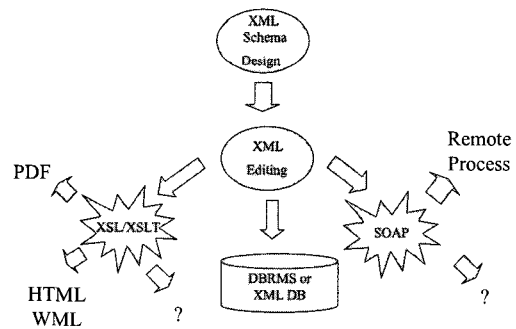 XML
Schema
Design
XML
Editing
Remote
Process
PDF
XSL/XSLT
SOAP
DBRMS or
XML DB
HTML
WML
?
?